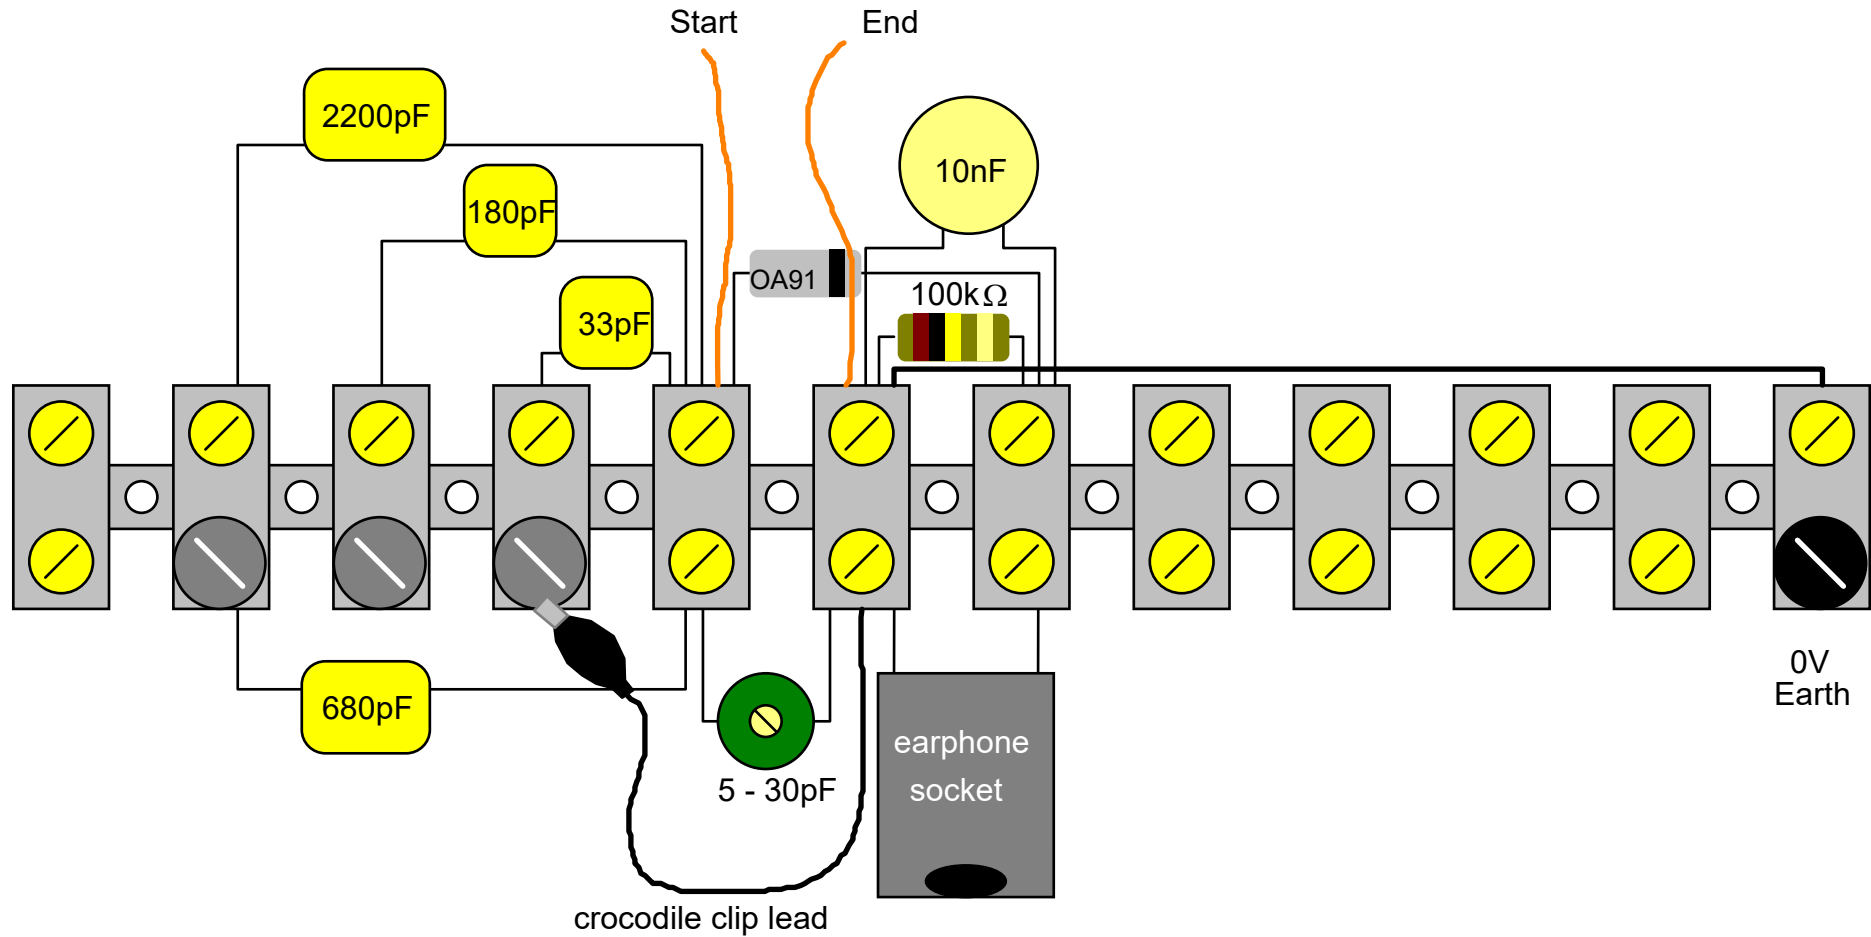 Start
End
2200pF
10nF
180pF
OA91
100kΩ
33pF
0V
Earth
680pF
earphone
socket
5 - 30pF
crocodile clip lead